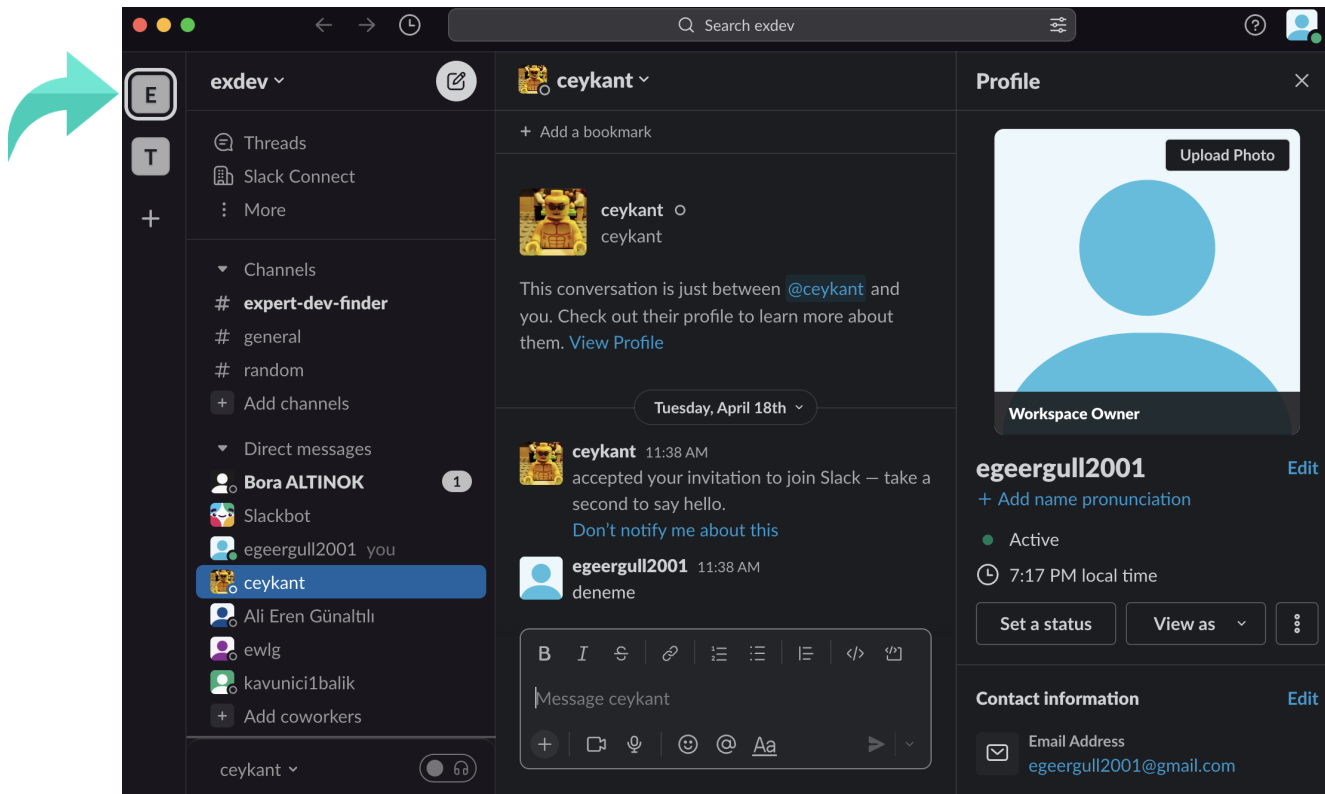 Search exdev
E
T
exdev
Threads
Slack Connect
More
Channels
# expert-dev-finder
# general
# random
+ Add channels
Direct messages
Bora ALTINOK 1
Slackbot
egeergull2001 you
ceykant
Ali Eren Günaltılı
ewlg
kavunici1balik
+ Add coworkers
ceykant
ceykant
+ Add a bookmark
ceykant
ceykant
This conversation is just between @ceykant and
you. Check out their profile to learn more about
them. View Profile
Tuesday, April 18th
ceykant 11:38 AM
accepted your invitation to join Slack — take a
second to say hello.
Don't notify me about this
egeergull2001 11:38 AM
deneme
B I S
Message ceykant
+ @ Aa
Profile
Upload Photo
Workspace Owner
egeergull2001 Edit
+ Add name pronunciation
Active
7:17 PM local time
Set a status View as
Contact information Edit
Email Address
egeergull2001@gmail.com